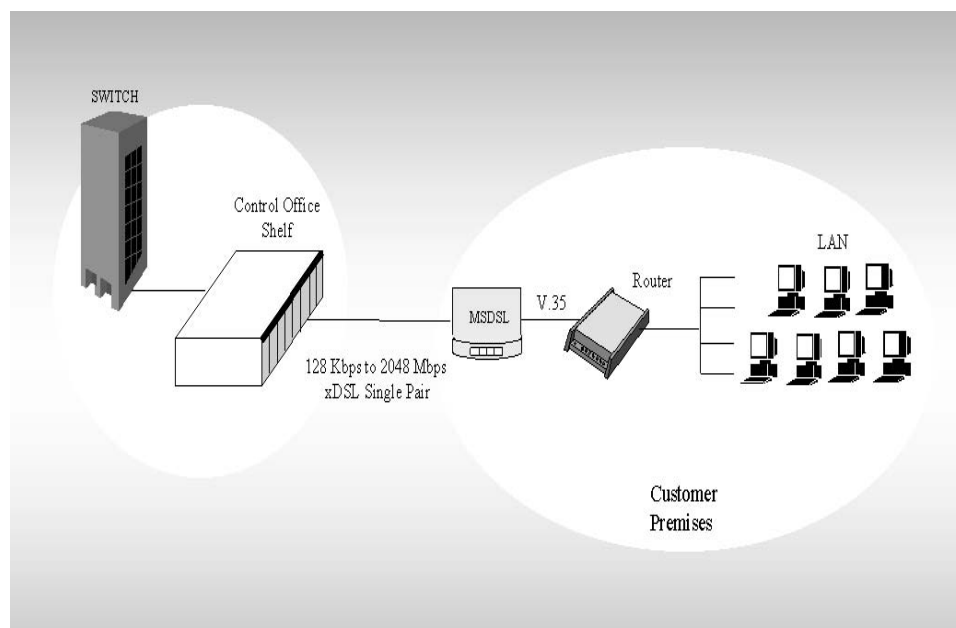 SWITCH
Control Office
Shelf
128 Kbps to 2048 Mbps
xDSL Single Pair
MSDSL
V.35
Router
LAN
Customer
Premises